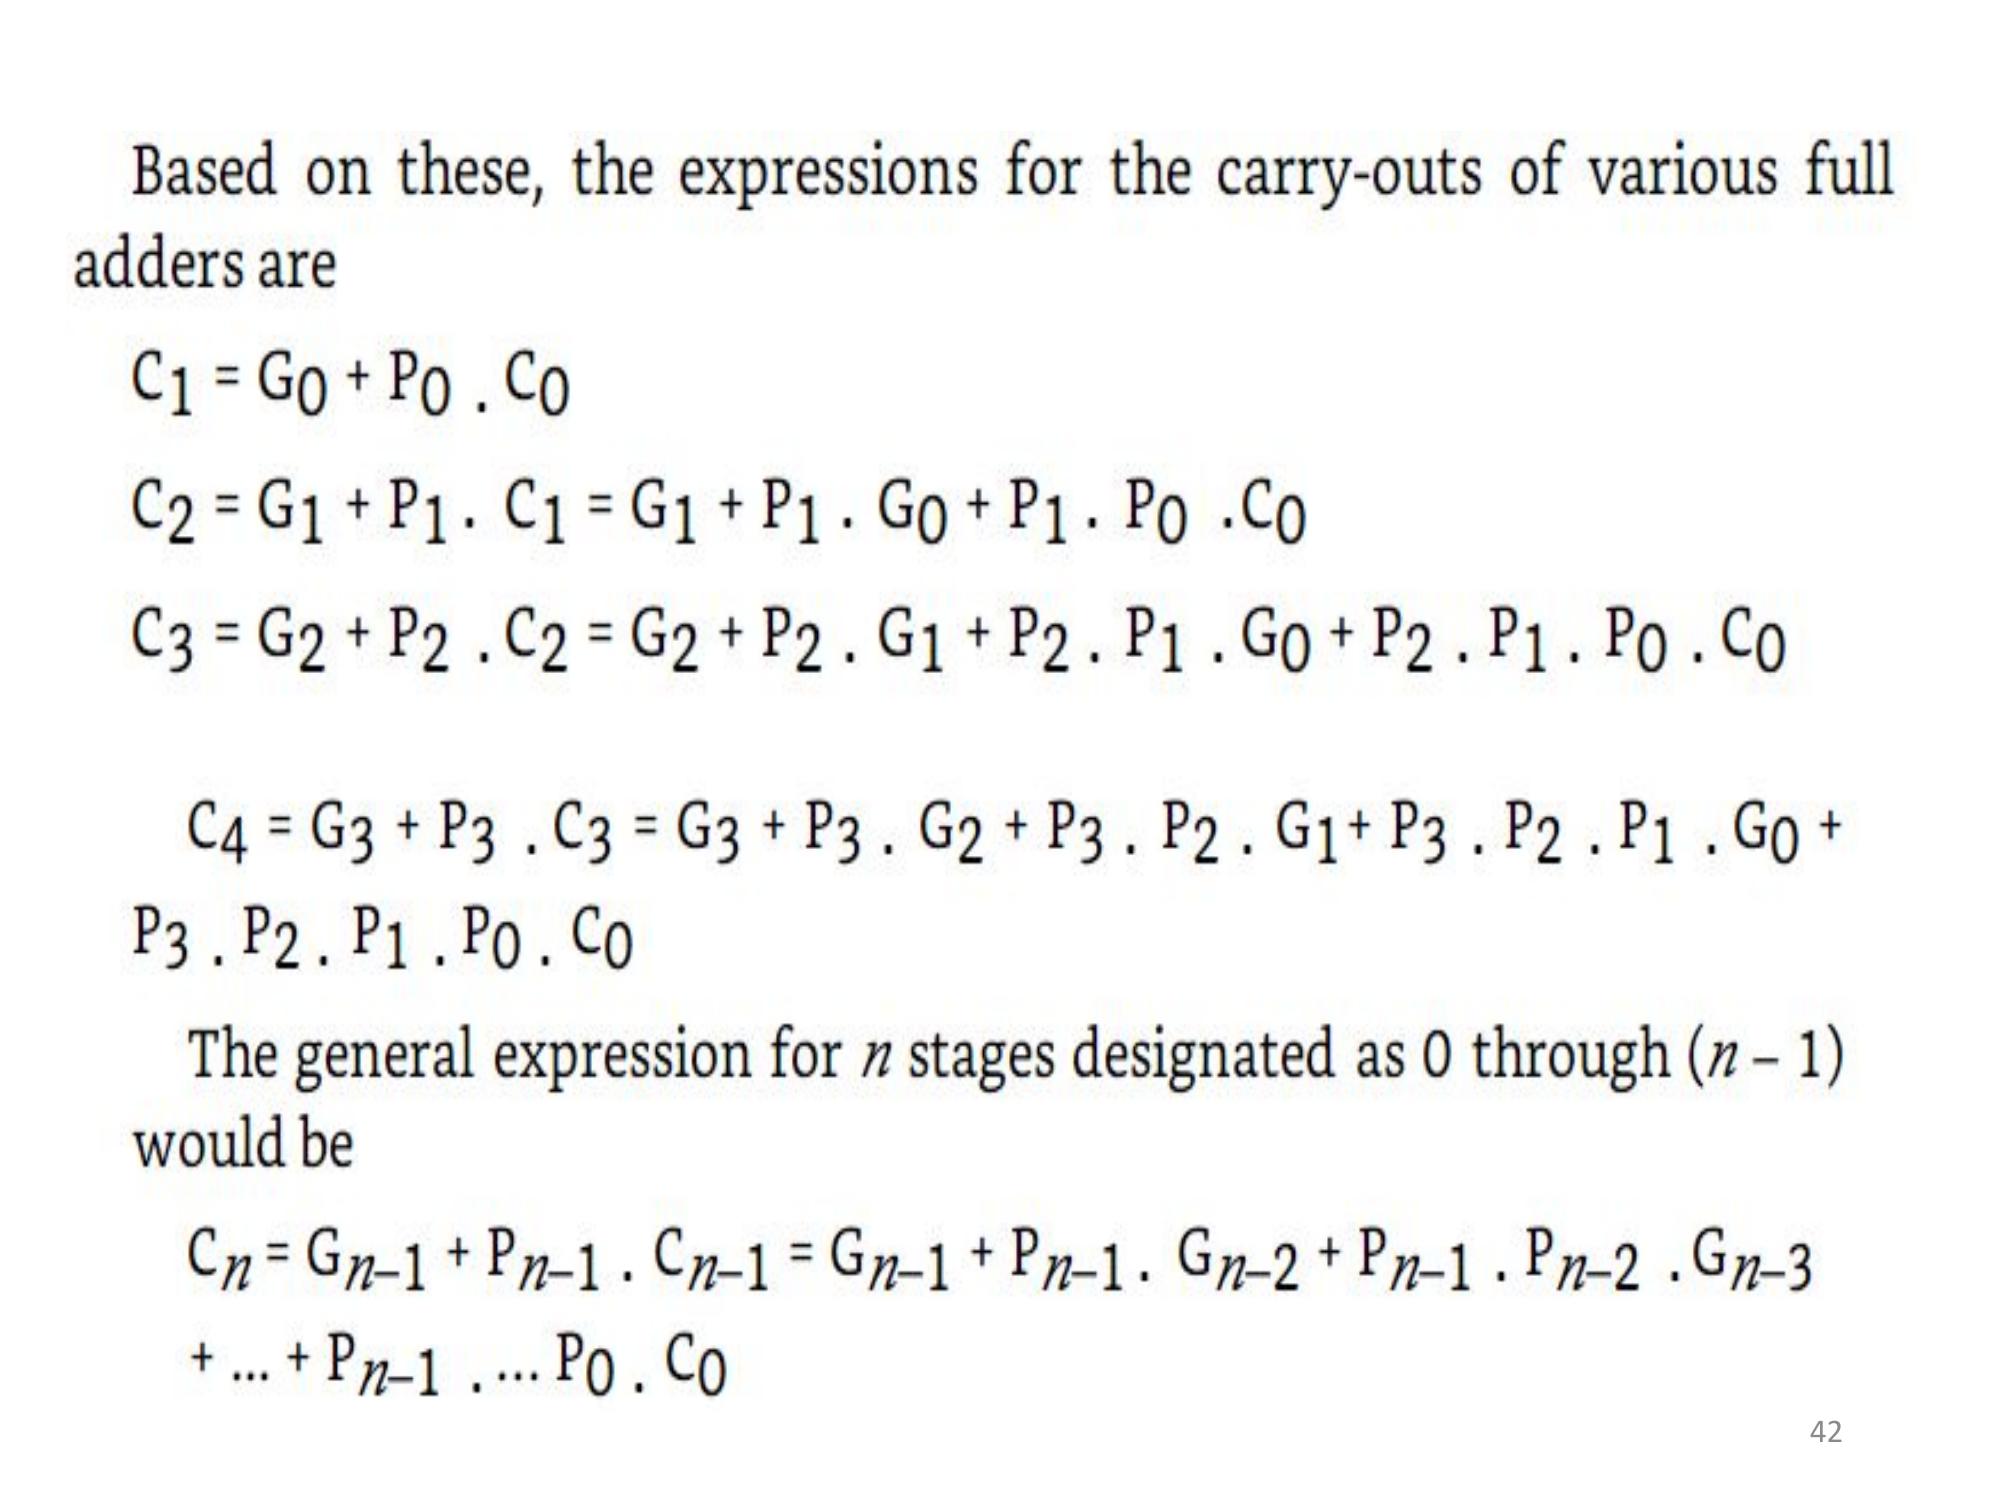 Based on these, the expressions for the carry-outs of various full
adders are
C₁ = G₀ + P₀ . C₀
C₂ = G₁ + P₁ . C₁ = G₁ + P₁ . G₀ + P₁ . P₀ .C₀
C₃ = G₂ + P₂ . C₂ = G₂ + P₂ . G₁ + P₂ . P₁ . G₀ + P₂ . P₁ . P₀ . C₀
C₄ = G₃ + P₃ . C₃ = G₃ + P₃ . G₂ + P₃ . P₂ . G₁+ P₃ . P₂ . P₁ . G₀ +
P₃ . P₂ . P₁ . P₀ . C₀
The general expression for n stages designated as 0 through (n – 1)
would be
Cₙ = Gₙ₋₁ + Pₙ₋₁ . Cₙ₋₁ = Gₙ₋₁ + Pₙ₋₁ . Gₙ₋₂ + Pₙ₋₁ . Pₙ₋₂ . Gₙ₋₃
+ ... + Pₙ₋₁ . ... P₀ . C₀
42